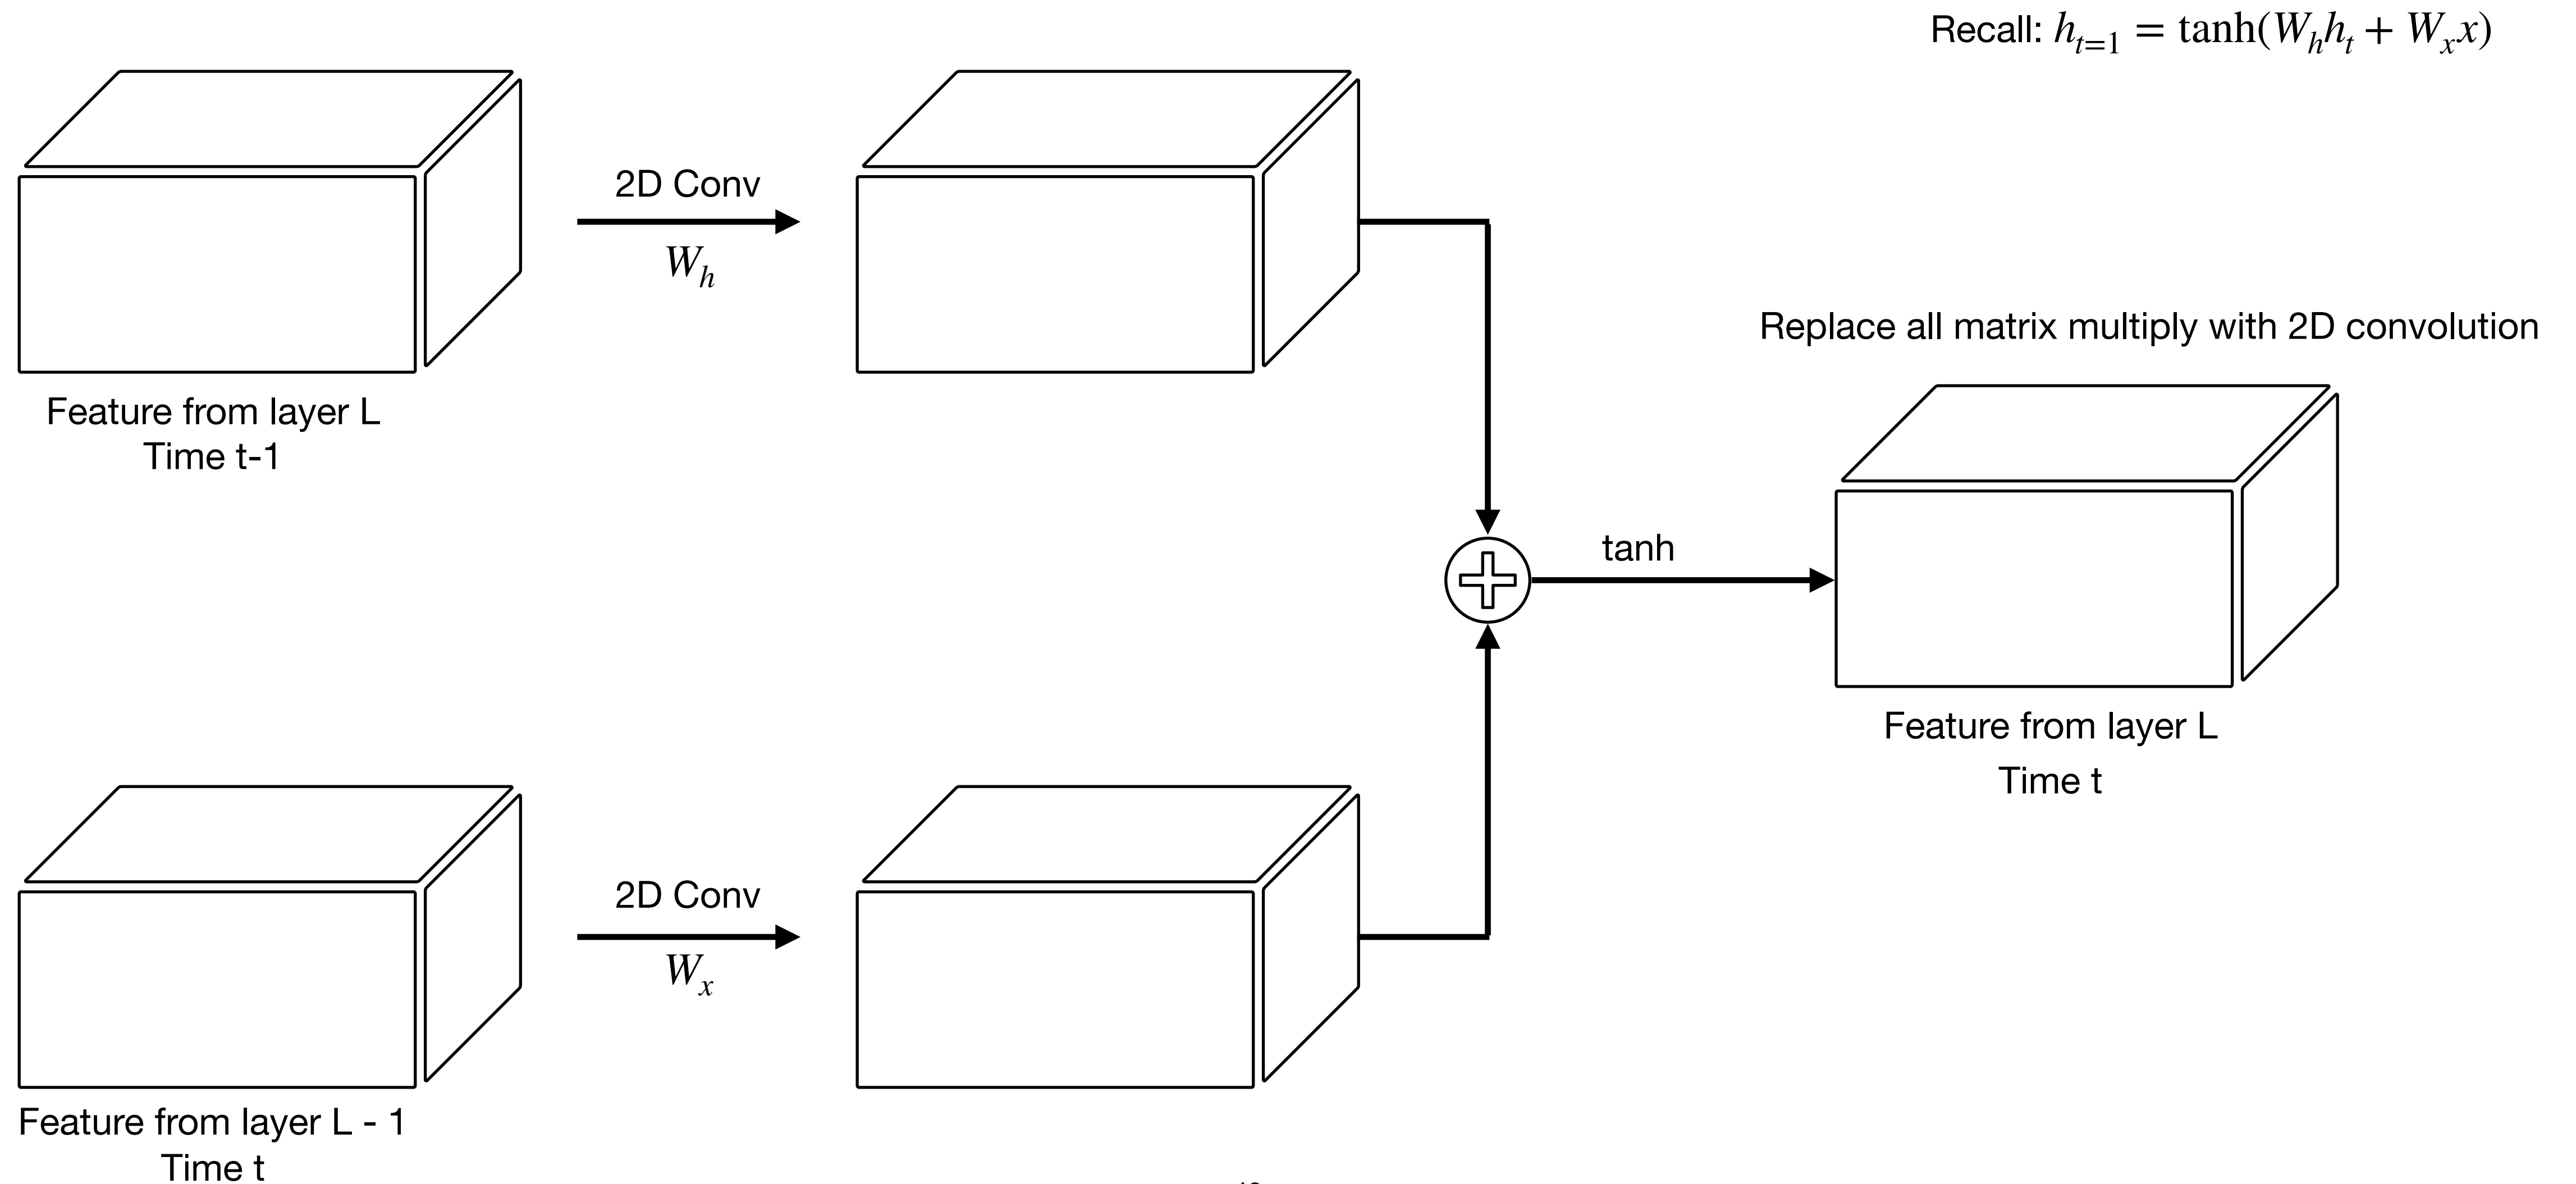 Recall: h_{t=1} = tanh(W_h h_t + W_x x)
2D Conv
W_h
Feature from layer L
Time t-1
Replace all matrix multiply with 2D convolution
tanh
Feature from layer L
Time t
2D Conv
W_x
Feature from layer L - 1
Time t